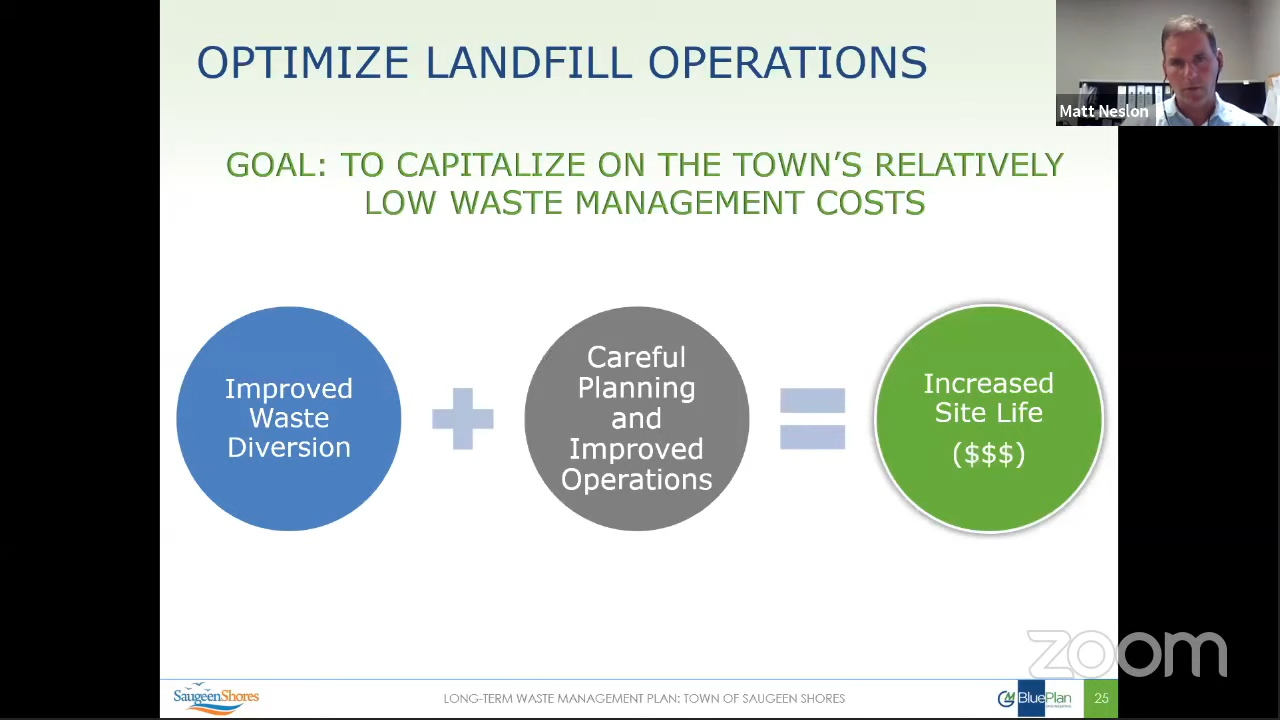 OPTIMIZE LANDFILL OPERATIONS
Matt Neslon
GOAL: TO CAPITALIZE ON THE TOWN'S RELATIVELY
LOW WASTE MANAGEMENT COSTS
Improved
Waste
Diversion
Careful
Planning
and
Improved
Operations
Increased
Site Life
($$$)
zoom
SaugeenShores
LONG-TERM WASTE MANAGEMENT PLAN: TOWN OF SAUGEEN SHORES
GM BluePlan
ENGINEERING
25